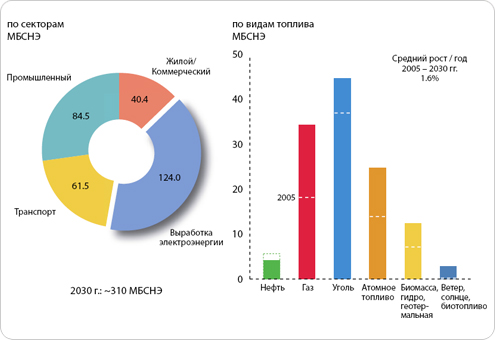 по секторам
МБСНЭ
Жилой/
Коммерческий
Промышленный
40.4
84.5
124.0
61.5
Транспорт
Выработка
электроэнергии
2030 г.: ~310 МБСНЭ
по видам топлива
МБСНЭ
Средний рост / год
2005 – 2030 гг.
1.6%
50
40
30
20
10
0
2005
Нефть
Газ
Уголь
Атомное
топливо
Биомасса,
гидро,
геотер-
мальная
Ветер,
солнце,
биотопливо